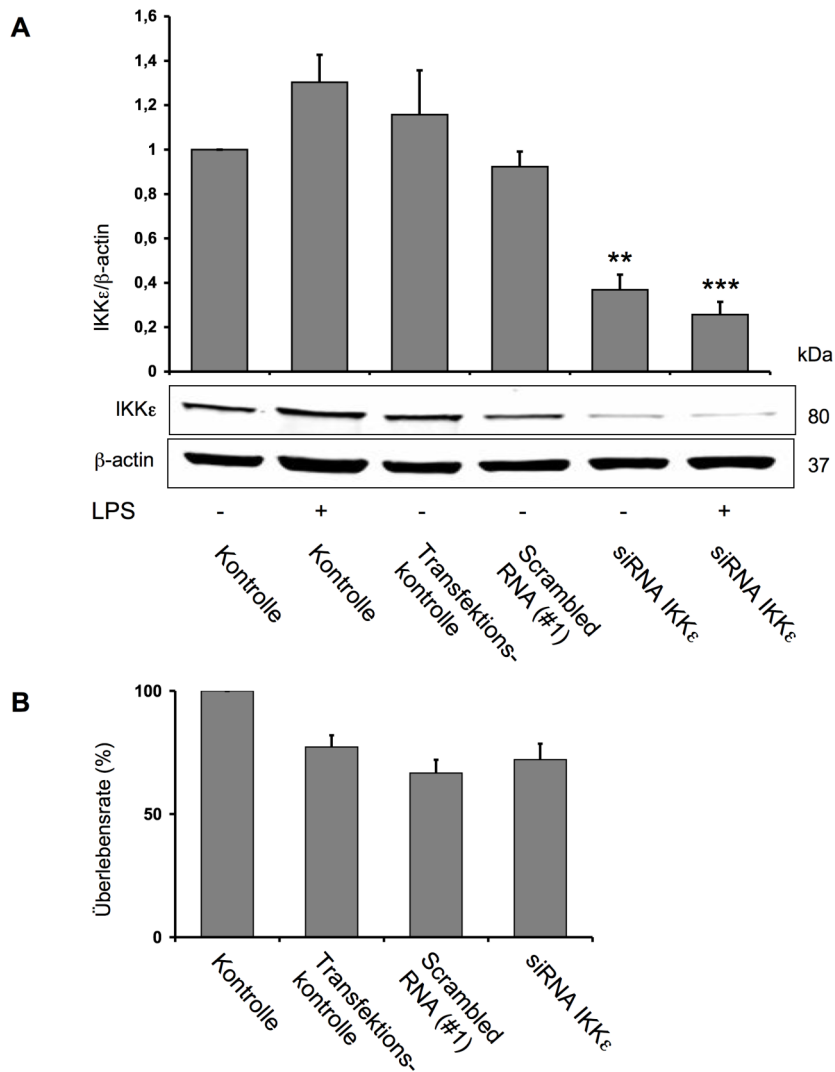 A
1,6
1,4
1,2
1
0,8
0,6
0,4
0,2
0
IKKε/β-actin
**
***
kDa
IKKε
80
β-actin
37
LPS - + - - - +
Kontrolle
Kontrolle
Transfektions-
kontrolle
Scrambled
RNA (#1)
siRNA IKKε
siRNA IKKε
B
100
50
0
Überlebensrate (%)
Kontrolle
Transfektions-
kontrolle
Scrambled
RNA (#1)
siRNA IKKε